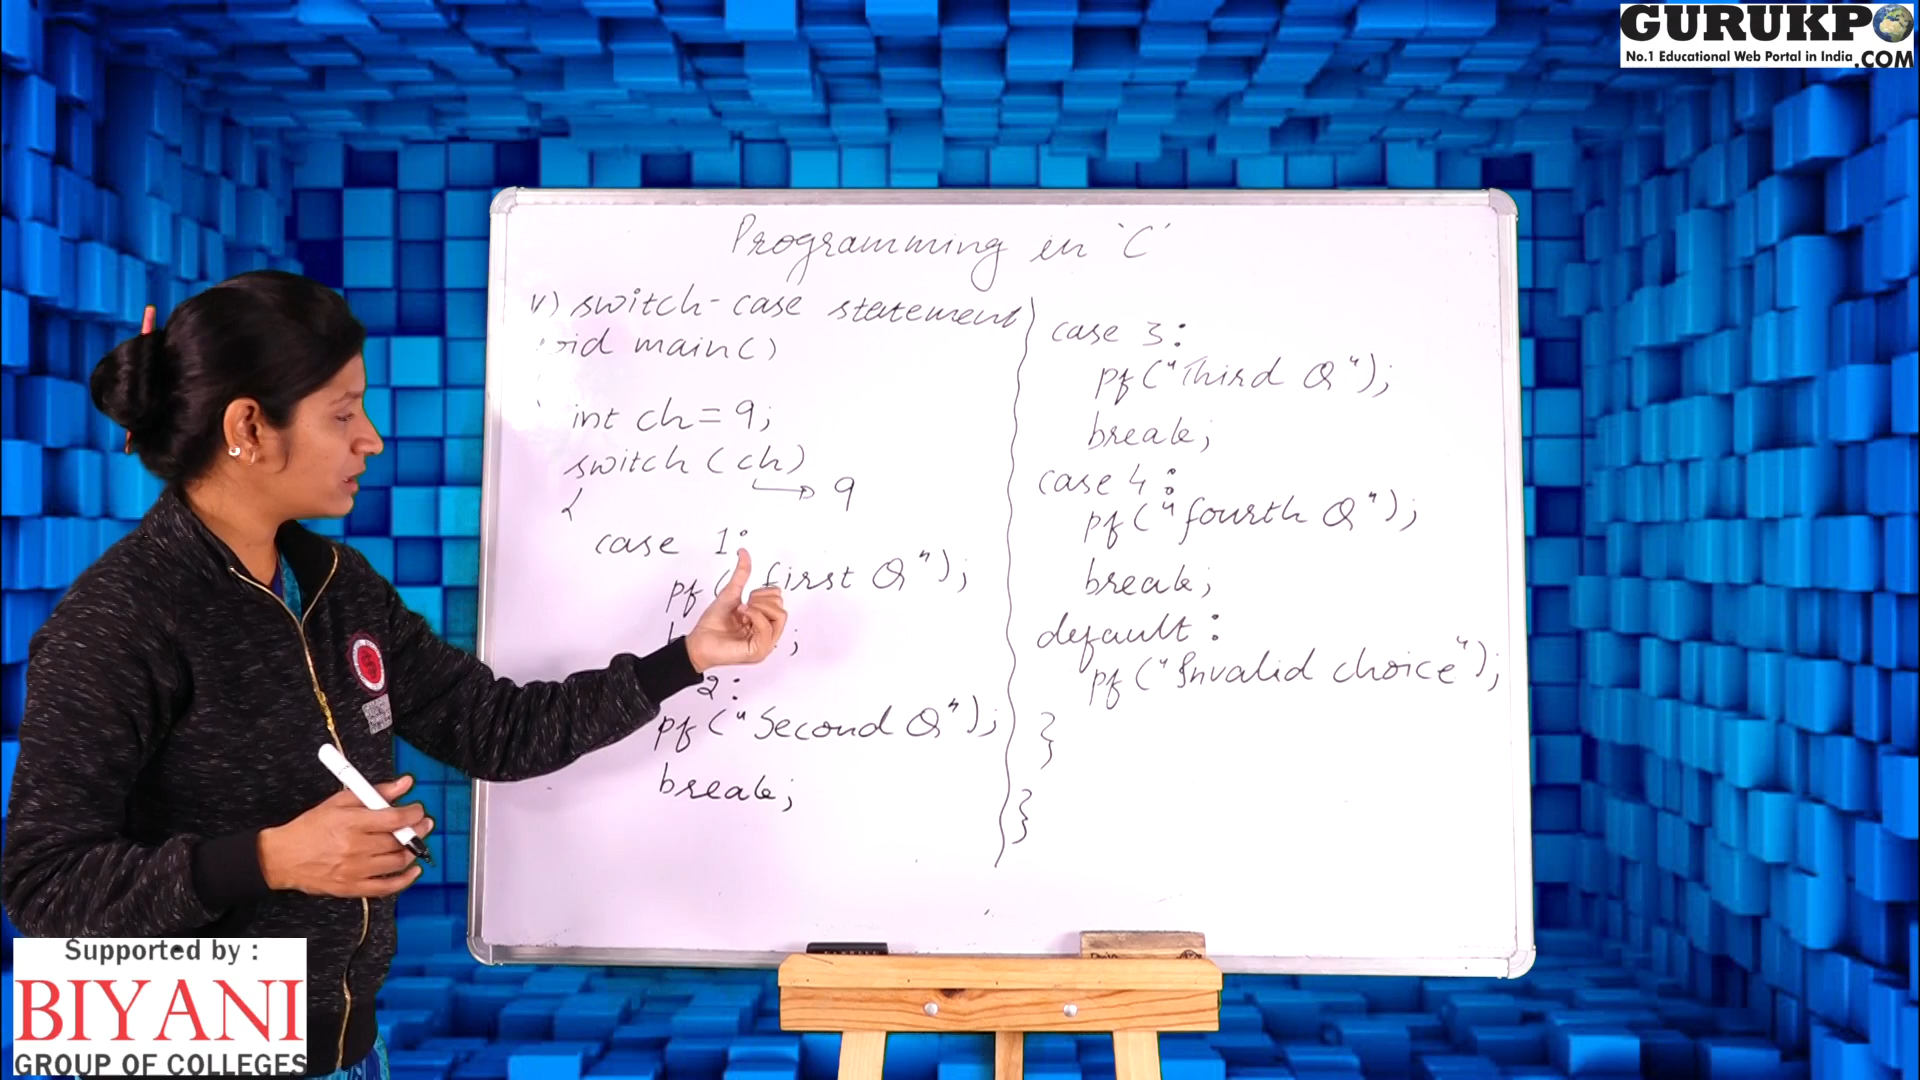 GURUKPO
No.1 Educational Web Portal in India .COM
Programming in 'C'
v) switch-case statement
main()
int ch = 9;
switch (ch)
9
{
case 1:
pf( first Q");
;
2:
pf("Second Q");
break;
case 3:
pf("Third Q");
break;
case 4:
pf("fourth Q");
break;
default:
pf("Invalid choice");
}
}
Supported by :
BIYANI
GROUP OF COLLEGES